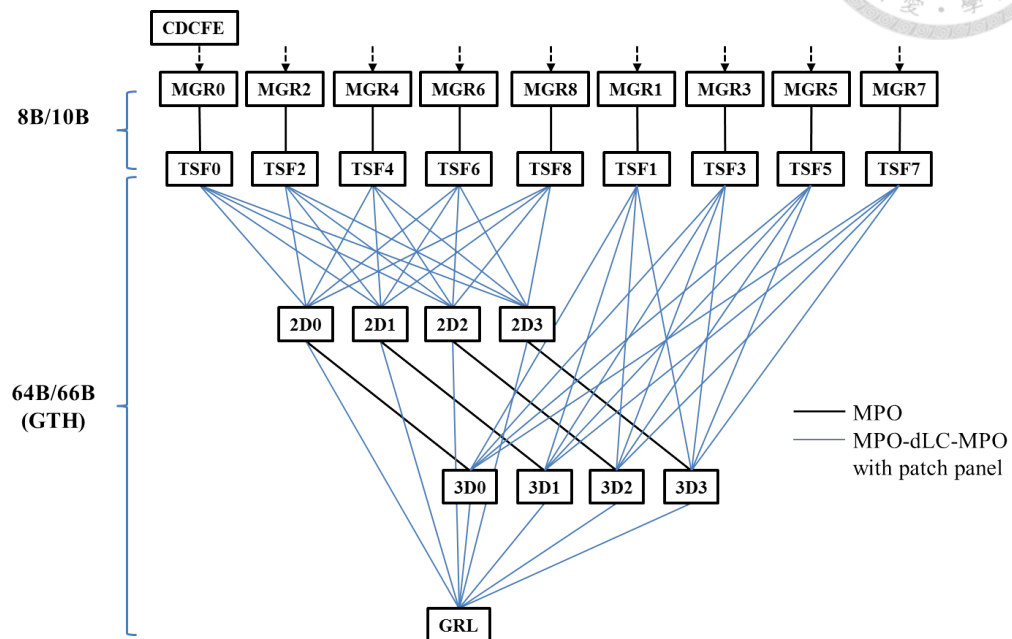 愛·學
CDCFE
MGR0 MGR2 MGR4 MGR6 MGR8 MGR1 MGR3 MGR5 MGR7
8B/10B
TSF0 TSF2 TSF4 TSF6 TSF8 TSF1 TSF3 TSF5 TSF7
2D0 2D1 2D2 2D3
64B/66B
(GTH)
MPO
MPO-dLC-MPO
with patch panel
3D0 3D1 3D2 3D3
GRL